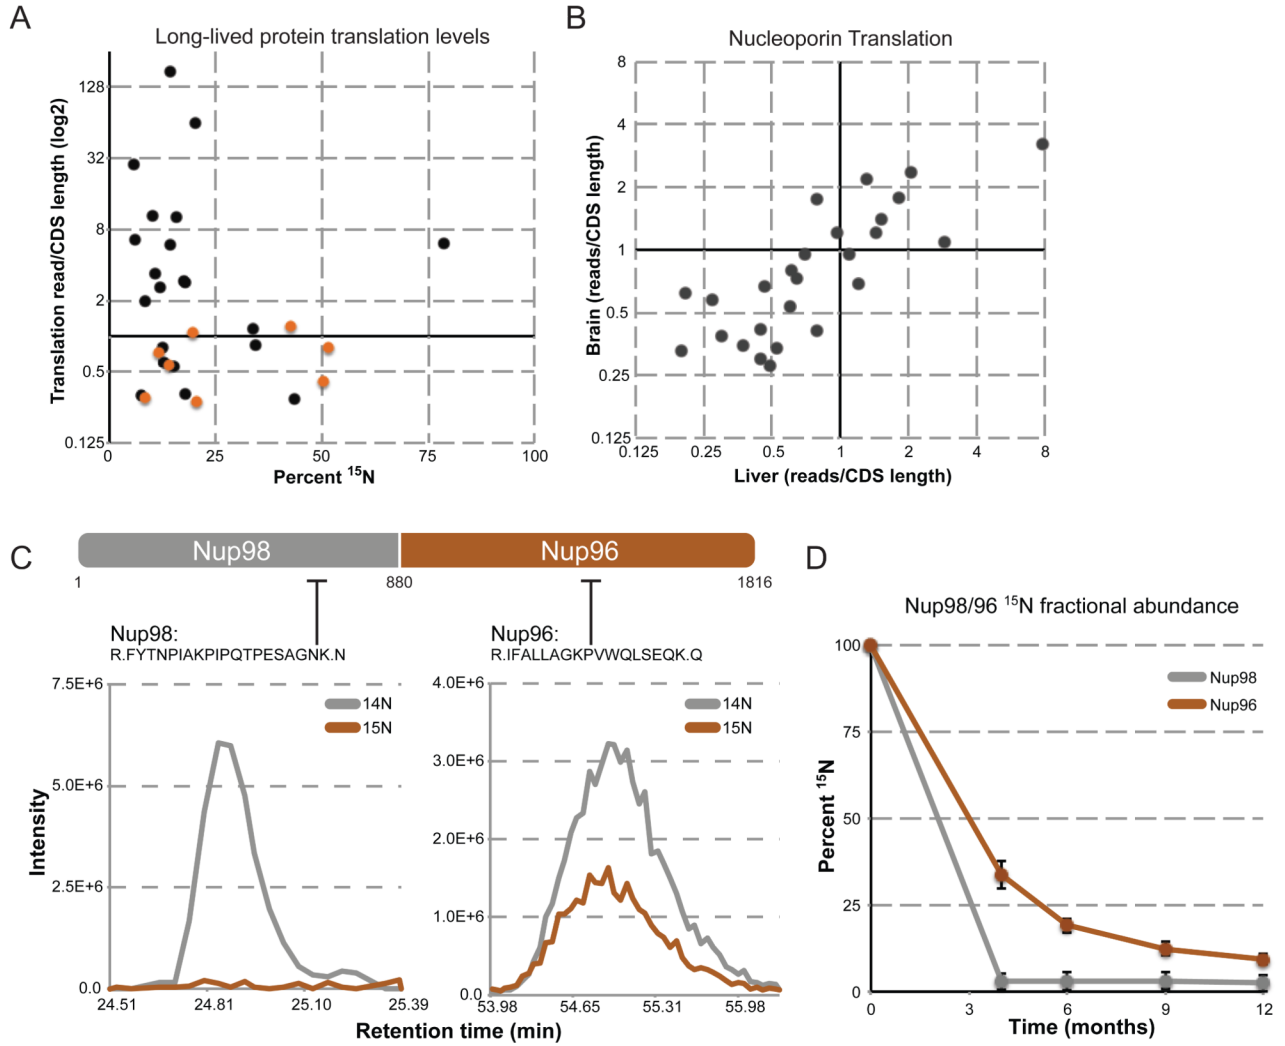 A
Long-lived protein translation levels
Translation read/CDS length (log2)
128
32
8
2
0.5
0.125
0
25
50
75
100
Percent 15N
B
Nucleoporin Translation
Brain (reads/CDS length)
8
4
2
1
0.5
0.25
0.125
0.125
0.25
0.5
1
2
4
8
Liver (reads/CDS length)
C
Nup98
Nup96
1
880
1816
Nup98:
R.FYTNPIAKPIPQTPESAGNK.N
Nup96:
R.IFALLAGKPVWQLSEQK.Q
Intensity
7.5E+6
5.0E+6
2.5E+6
0.0
14N
15N
24.51
24.81
25.10
25.39
4.0E+6
3.0E+6
2.0E+6
1.0E+6
0.0
14N
15N
53.98
54.65
55.31
55.98
Retention time (min)
D
Nup98/96 15N fractional abundance
Percent 15N
100
75
50
25
0
Nup98
Nup96
0
3
6
9
12
Time (months)